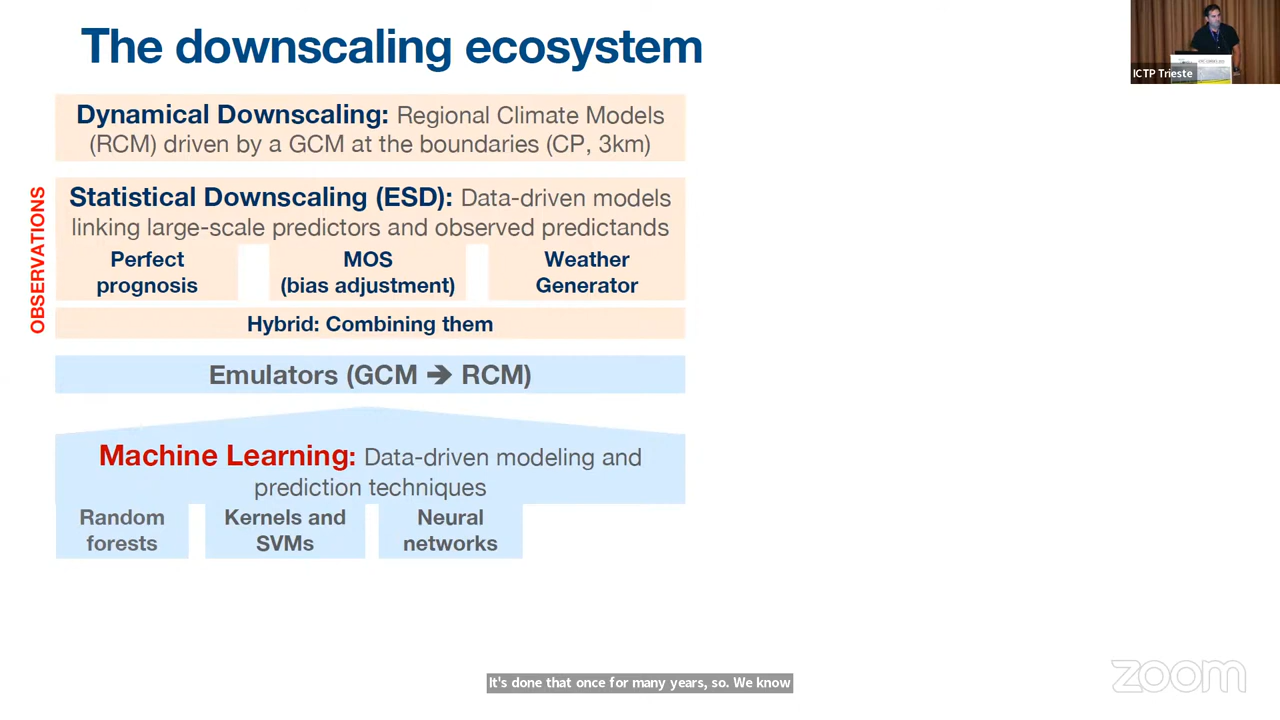 The downscaling ecosystem
ICTP Trieste
Dynamical Downscaling: Regional Climate Models
(RCM) driven by a GCM at the boundaries (CP, 3km)
OBSERVATIONS
Statistical Downscaling (ESD): Data-driven models
linking large-scale predictors and observed predictands
Perfect
prognosis
MOS
(bias adjustment)
Weather
Generator
Hybrid: Combining them
Emulators (GCM ➔ RCM)
Machine Learning: Data-driven modeling and
prediction techniques
Random
forests
Kernels and
SVMs
Neural
networks
It's done that once for many years, so. We know
zoom